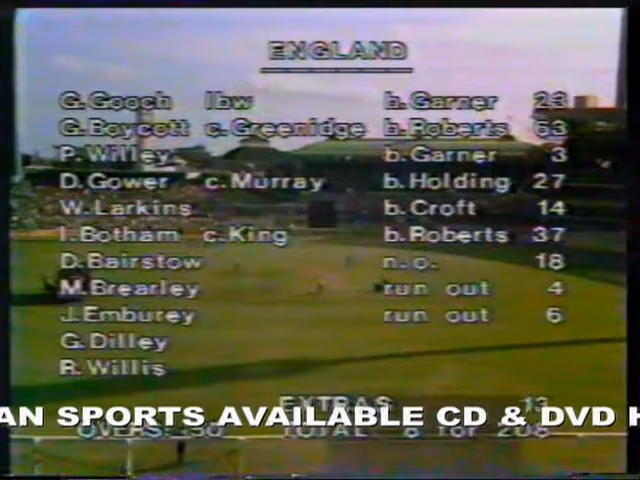 ENGLAND
G.Gooch lbw b.Garner 23
G.Boycott c.Greenidge b.Roberts 63
P.Willey b.Garner 3
D.Gower c.Murray b.Holding 27
W.Larkins b.Croft 14
I.Botham c.King b.Roberts 37
D.Bairstow n.o. 18
M.Brearley run out 4
J.Emburey run out 6
G.Dilley
R.Willis
EXTRAS 13
AN SPORTS AVAILABLE CD & DVD H
OVERS 50 TOTAL 8 for 208